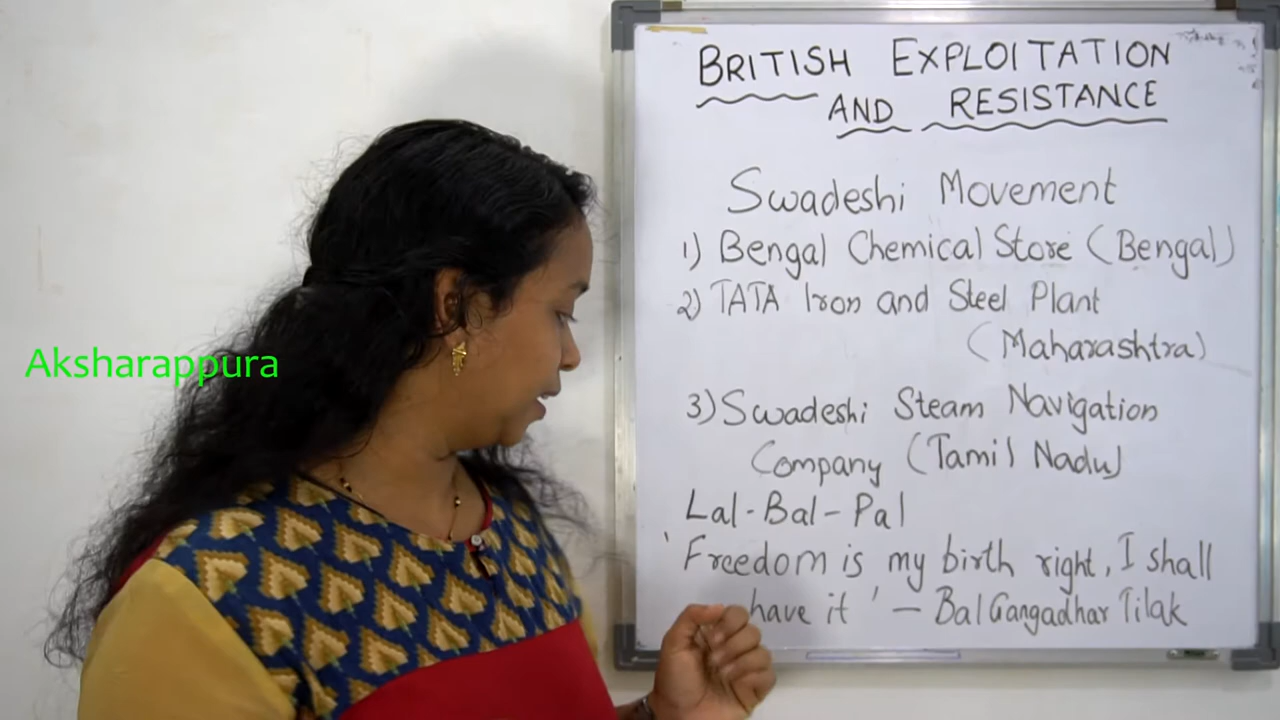 BRITISH EXPLOITATION
AND RESISTANCE
Swadeshi Movement
1) Bengal Chemical Store (Bengal)
2) TATA Iron and Steel Plant
(Maharashtra)
3) Swadeshi Steam Navigation
Company (Tamil Nadu)
Lal-Bal-Pal
'Freedom is my birth right, I shall
have it' - Bal Gangadhar Tilak
Aksharappura